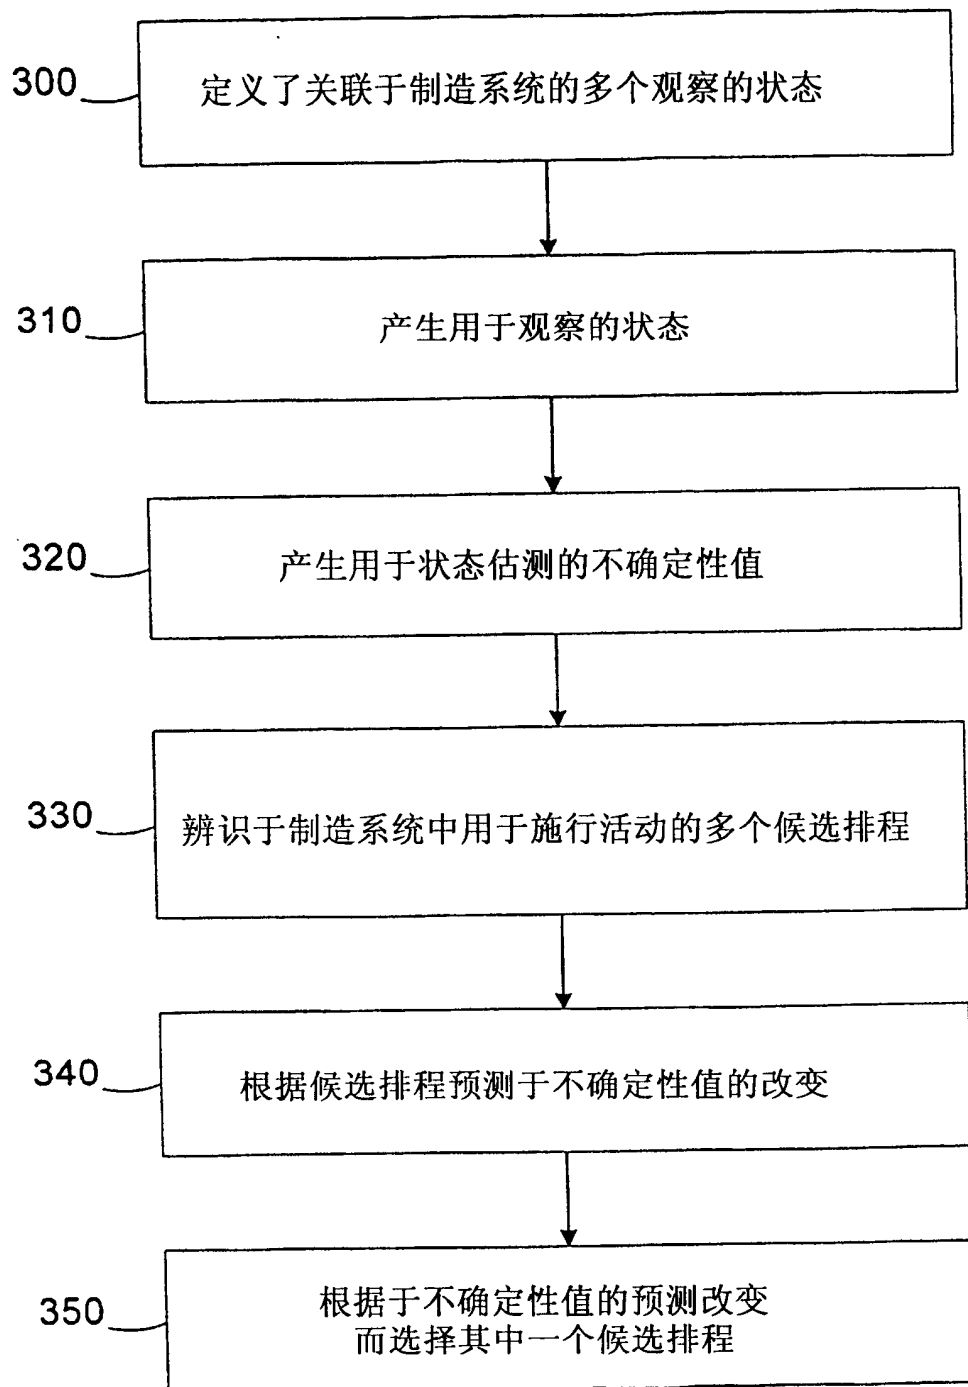 300
定义了关联于制造系统的多个观察的状态
310
产生用于观察的状态
320
产生用于状态估测的不确定性值
330
辨识于制造系统中用于施行活动的多个候选排程
340
根据候选排程预测于不确定性值的改变
350
根据于不确定性值的预测改变
而选择其中一个候选排程